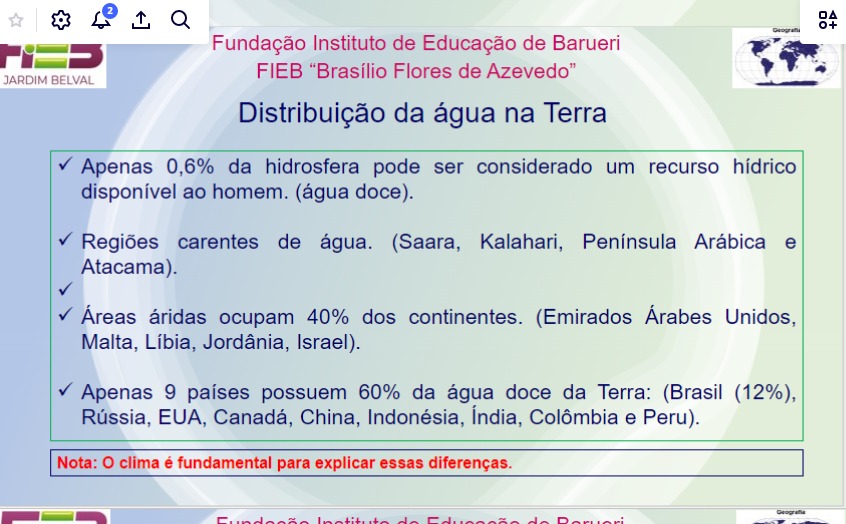 2
Geografia
FIEB
JARDIM BELVAL
Fundação Instituto de Educação de Barueri
FIEB “Brasílio Flores de Azevedo”
Distribuição da água na Terra
✓ Apenas 0,6% da hidrosfera pode ser considerado um recurso hídrico
disponível ao homem. (água doce).
✓ Regiões carentes de água. (Saara, Kalahari, Península Arábica e
Atacama).
✓
✓ Áreas áridas ocupam 40% dos continentes. (Emirados Árabes Unidos,
Malta, Líbia, Jordânia, Israel).
✓ Apenas 9 países possuem 60% da água doce da Terra: (Brasil (12%),
Rússia, EUA, Canadá, China, Indonésia, Índia, Colômbia e Peru).
Nota: O clima é fundamental para explicar essas diferenças.
Fundação Instituto de Educação de Barueri
Geografia